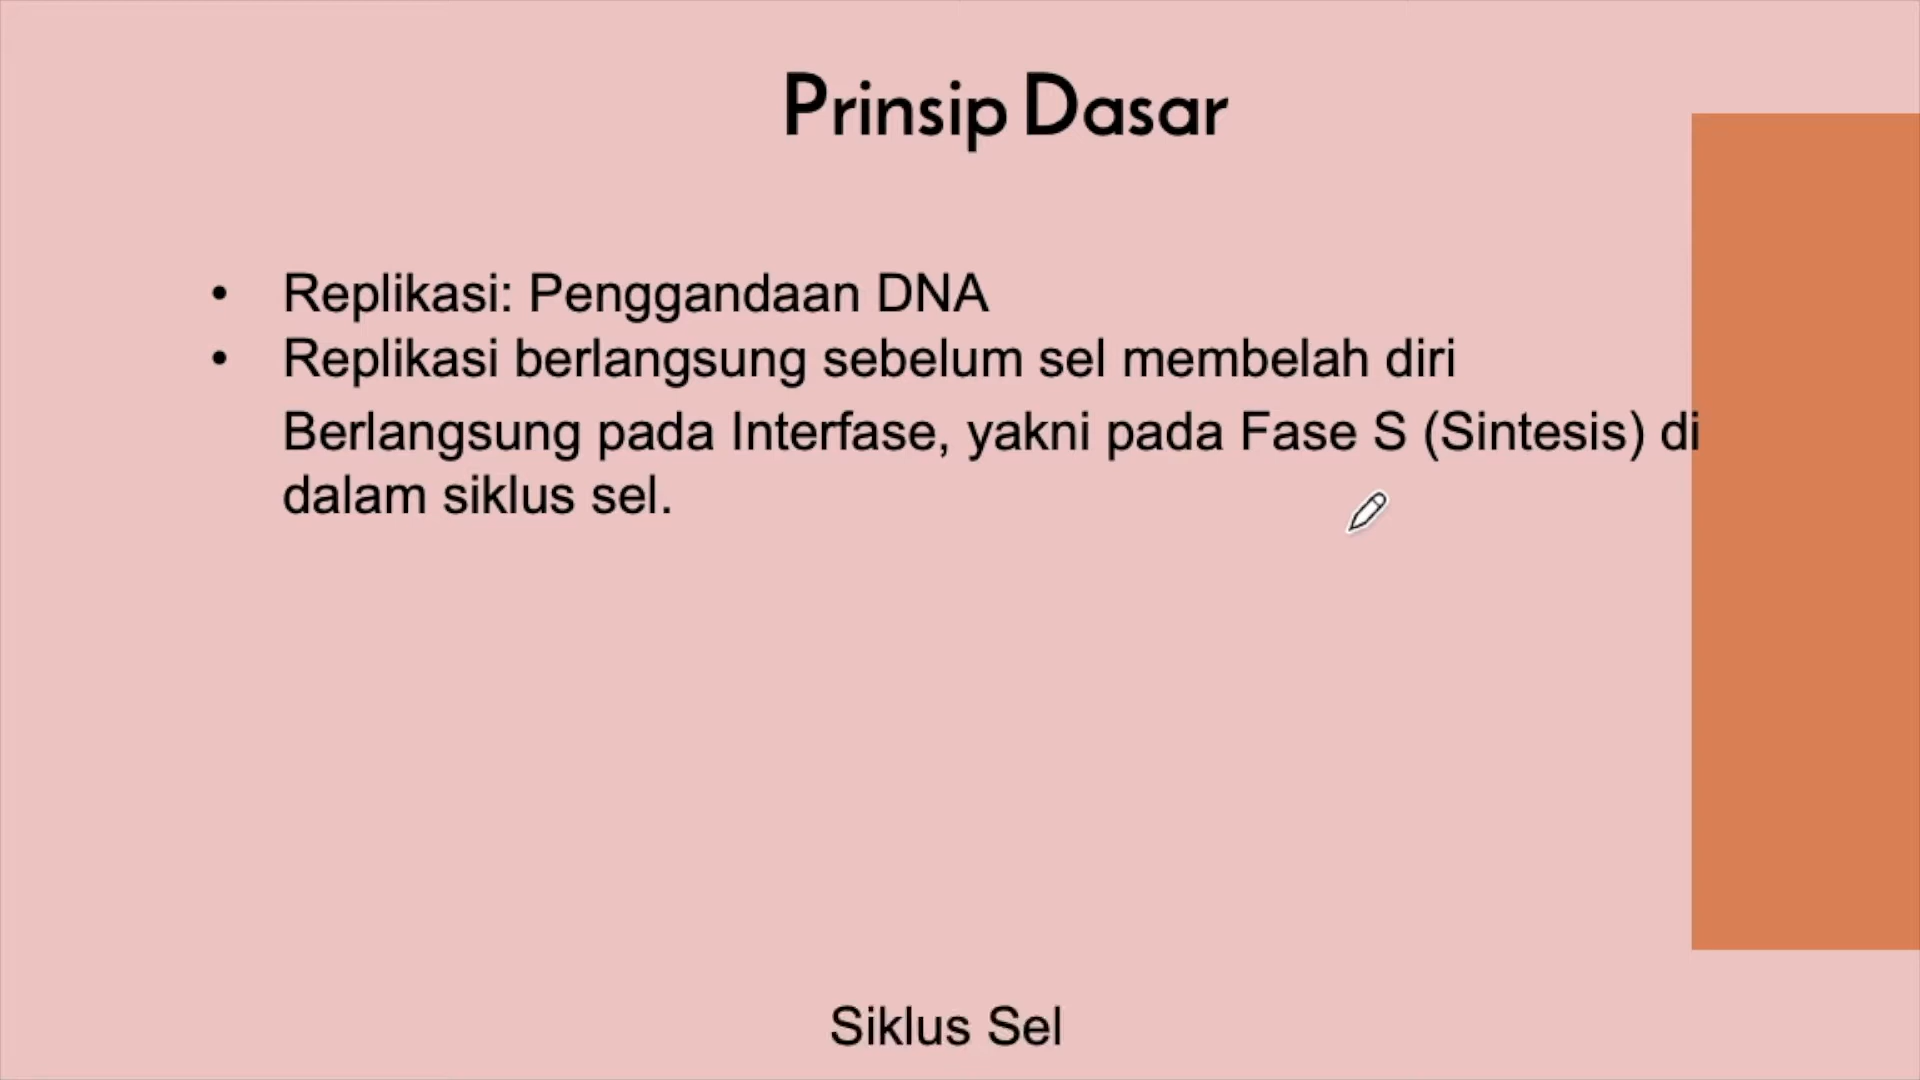 Prinsip Dasar
• Replikasi: Penggandaan DNA
• Replikasi berlangsung sebelum sel membelah diri
Berlangsung pada Interfase, yakni pada Fase S (Sintesis) di
dalam siklus sel.
Siklus Sel